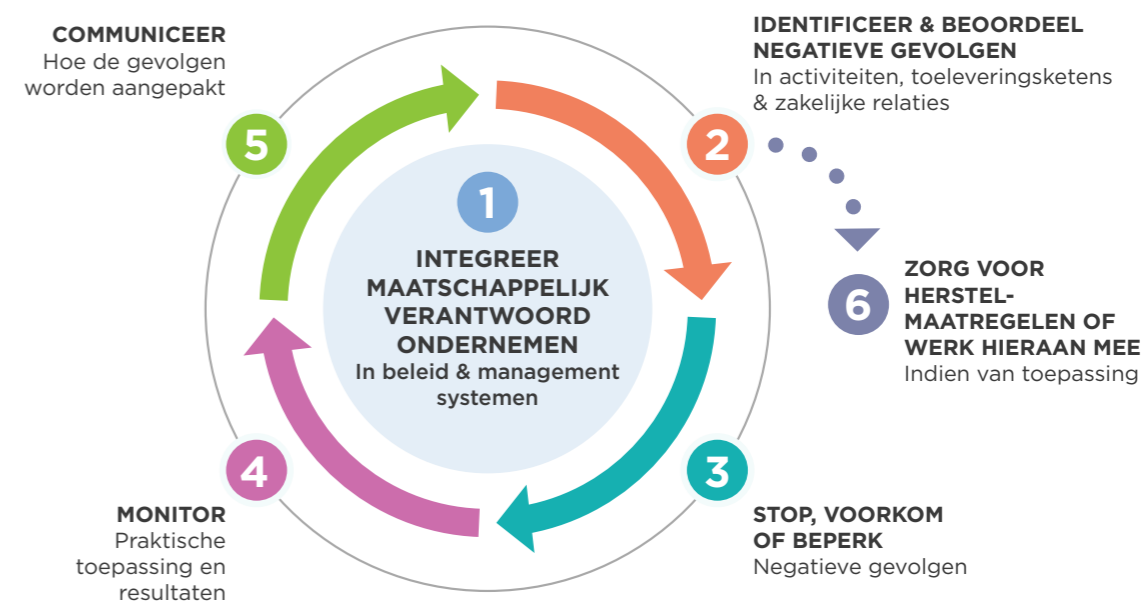 1
INTEGREER
MAATSCHAPPELIJK
VERANTWOORD
ONDERNEMEN
In beleid & management
systemen
2
IDENTIFICEER & BEOORDEEL
NEGATIEVE GEVOLGEN
In activiteiten, toeleveringsketens
& zakelijke relaties
3
STOP, VOORKOM
OF BEPERK
Negatieve gevolgen
4
MONITOR
Praktische
toepassing en
resultaten
5
COMMUNICEER
Hoe de gevolgen
worden aangepakt
6
ZORG VOOR
HERSTEL-
MAATREGELEN OF
WERK HIERAAN MEE
Indien van toepassing